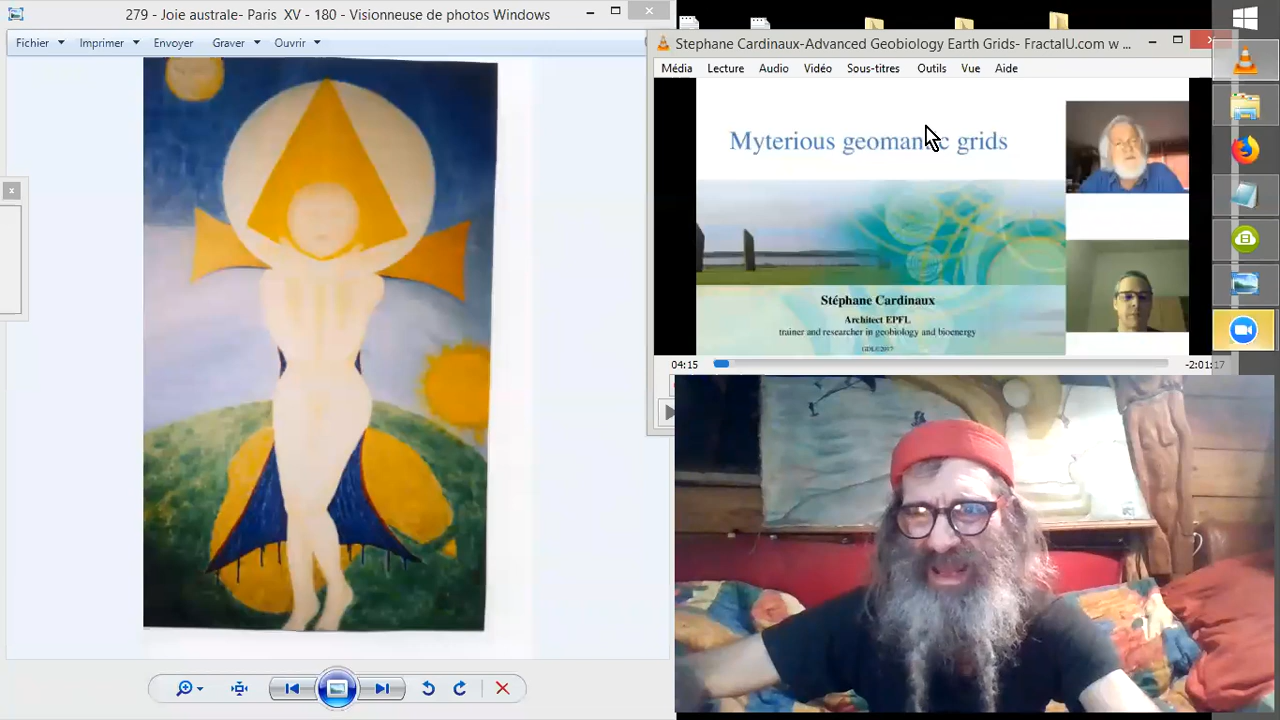 279 - Joie australe- Paris XV - 180 - Visionneuse de photos Windows
Fichier Imprimer Envoyer Graver Ouvrir
Stephane Cardinaux-Advanced Geobiology Earth Grids- FractalU.com w ...
Média Lecture Audio Vidéo Sous-titres Outils Vue Aide
Myterious grids
Stéphane Cardinaux
Architect EPFL
trainer and researcher in geobiology and bioenergy
GDL©2017
04:15
-2:01:17